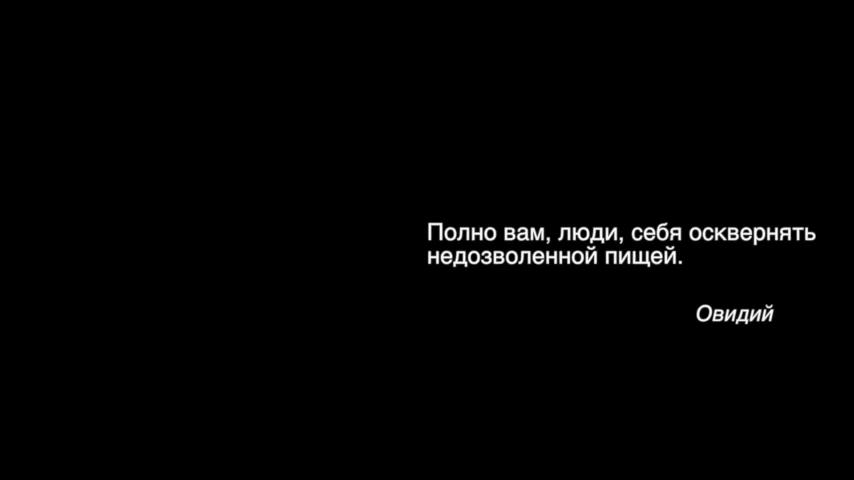 Полно вам, люди, себя осквернять
недозволенной пищей.
Овидий